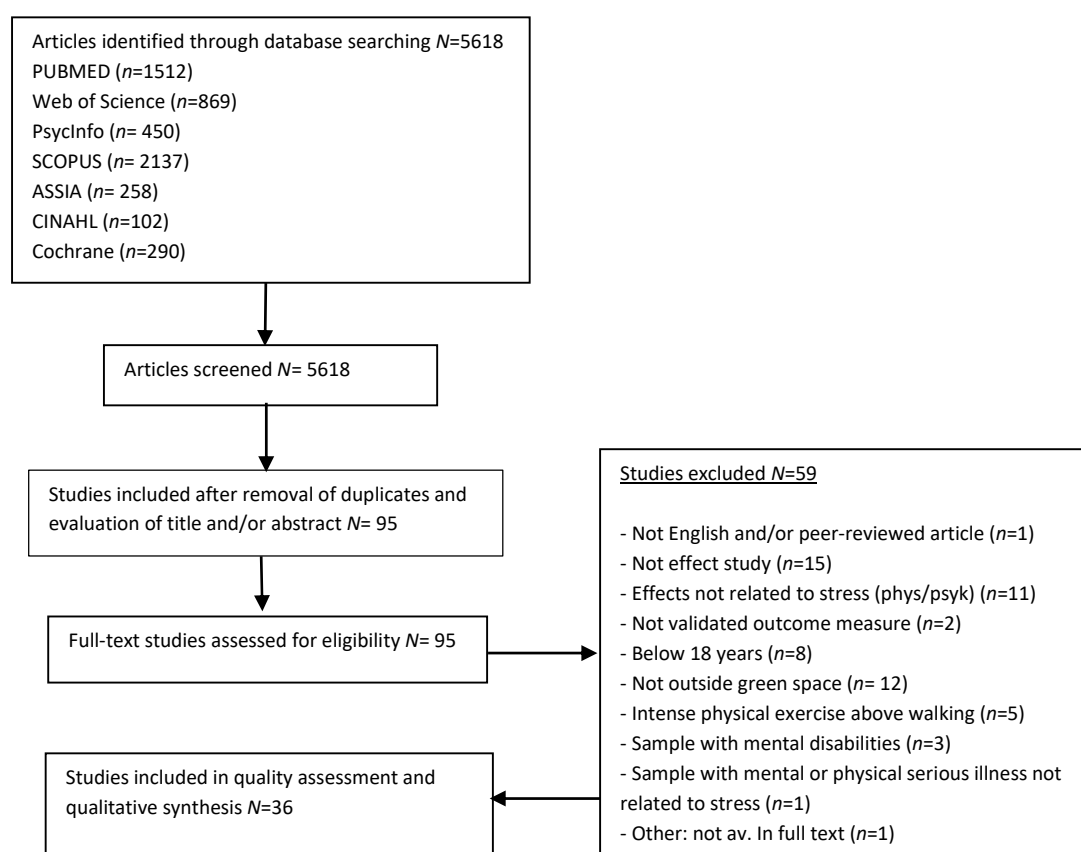 Articles identified through database searching N=5618
PUBMED (n=1512)
Web of Science (n=869)
PsycInfo (n= 450)
SCOPUS (n= 2137)
ASSIA (n= 258)
CINAHL (n=102)
Cochrane (n=290)
Articles screened N= 5618
Studies included after removal of duplicates and
evaluation of title and/or abstract N= 95
Full-text studies assessed for eligibility N= 95
Studies excluded N=59
- Not English and/or peer-reviewed article (n=1)
- Not effect study (n=15)
- Effects not related to stress (phys/psyk) (n=11)
- Not validated outcome measure (n=2)
- Below 18 years (n=8)
- Not outside green space (n= 12)
- Intense physical exercise above walking (n=5)
- Sample with mental disabilities (n=3)
- Sample with mental or physical serious illness not
related to stress (n=1)
- Other: not av. In full text (n=1)
Studies included in quality assessment and
qualitative synthesis N=36